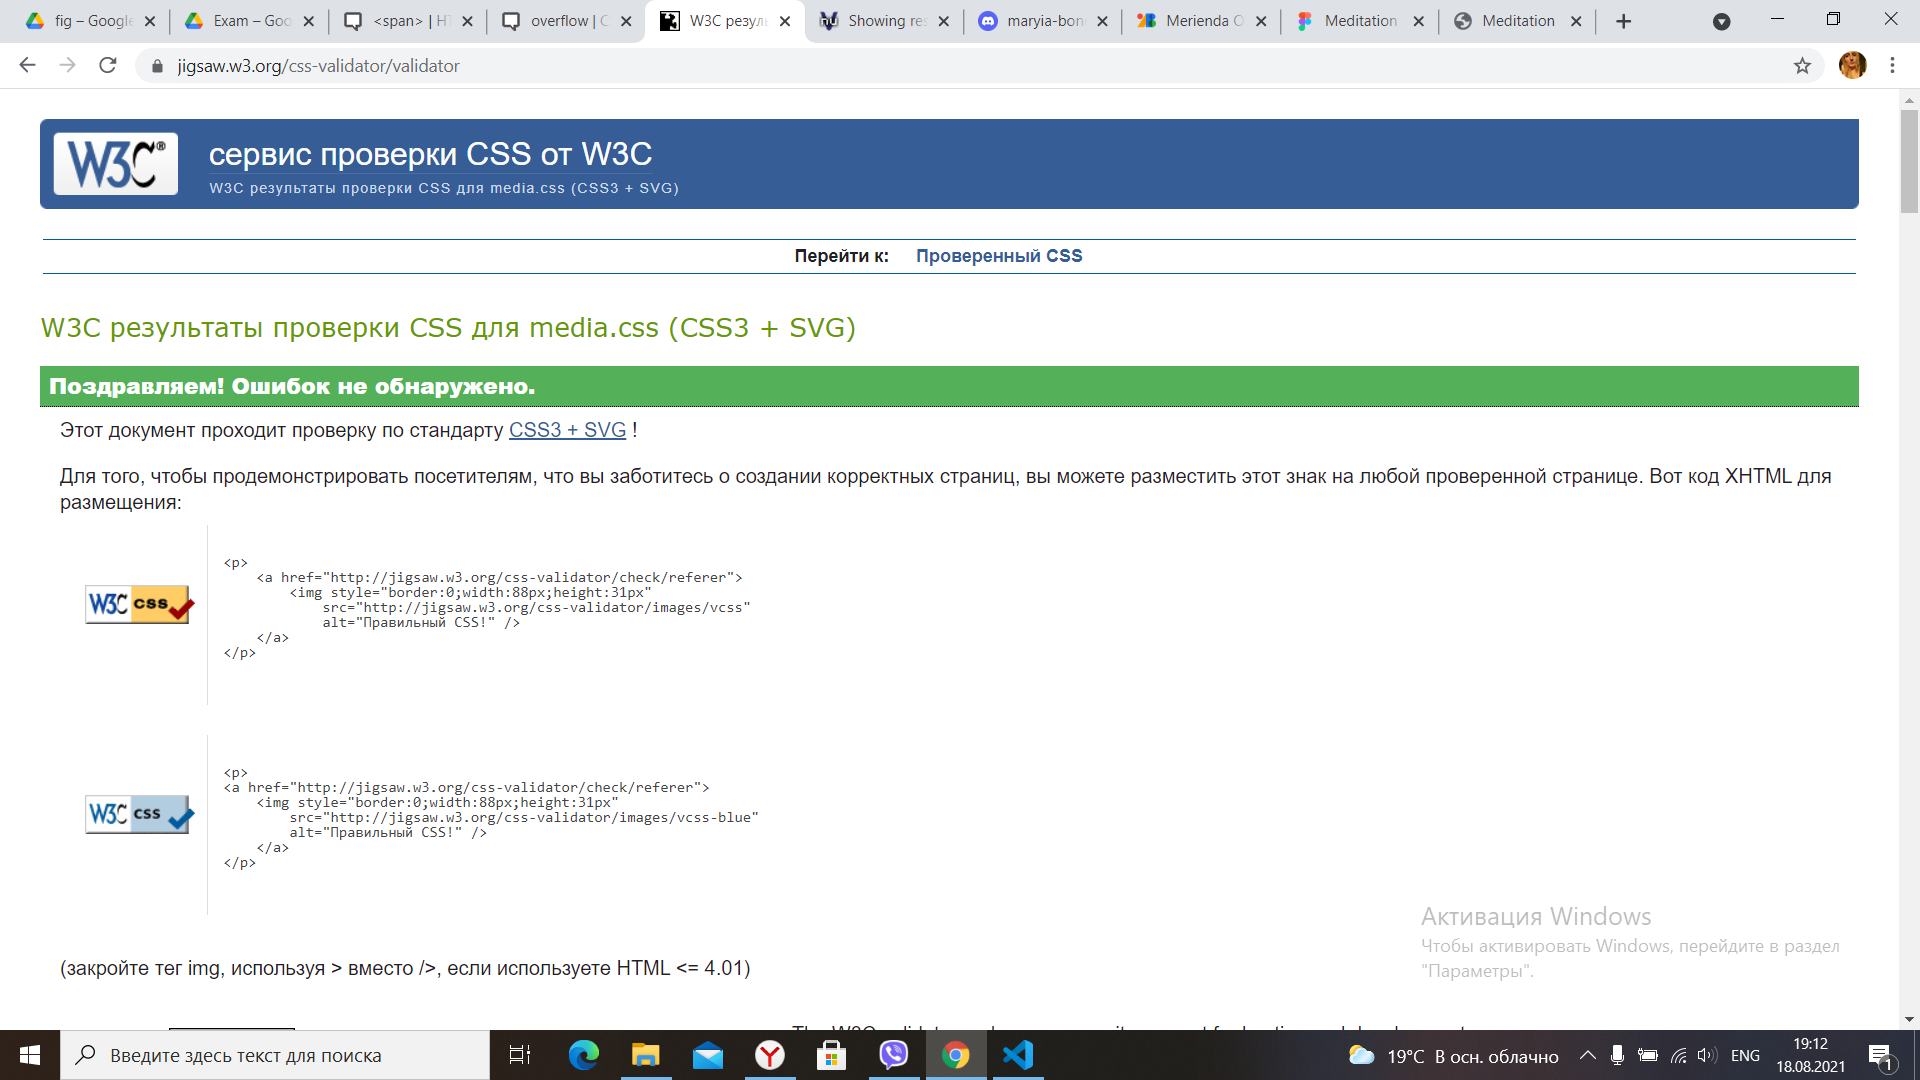 fig – Google
Exam – Goo
<span> | HT
overflow | C
W3C резуль
Showing res
maryia-bon
Merienda O
Meditation
Meditation
jigsaw.w3.org/css-validator/validator
W3C®
сервис проверки CSS от W3C
W3C результаты проверки CSS для media.css (CSS3 + SVG)
Перейти к: Проверенный CSS
W3C результаты проверки CSS для media.css (CSS3 + SVG)
Поздравляем! Ошибок не обнаружено.
Этот документ проходит проверку по стандарту CSS3 + SVG !
Для того, чтобы продемонстрировать посетителям, что вы заботитесь о создании корректных страниц, вы можете разместить этот знак на любой проверенной странице. Вот код XHTML для
размещения:
W3C css
<p>
<a href="http://jigsaw.w3.org/css-validator/check/referer">
<img style="border:0;width:88px;height:31px"
src="http://jigsaw.w3.org/css-validator/images/vcss"
alt="Правильный CSS!" />
</a>
</p>
W3C css
<p>
<a href="http://jigsaw.w3.org/css-validator/check/referer">
<img style="border:0;width:88px;height:31px"
src="http://jigsaw.w3.org/css-validator/images/vcss-blue"
alt="Правильный CSS!" />
</a>
</p>
Активация Windows
Чтобы активировать Windows, перейдите в раздел
"Параметры".
(закройте тег img, используя > вместо />, если используете HTML <= 4.01)
Введите здесь текст для поиска
19°C В осн. облачно
ENG
19:12
18.08.2021
1